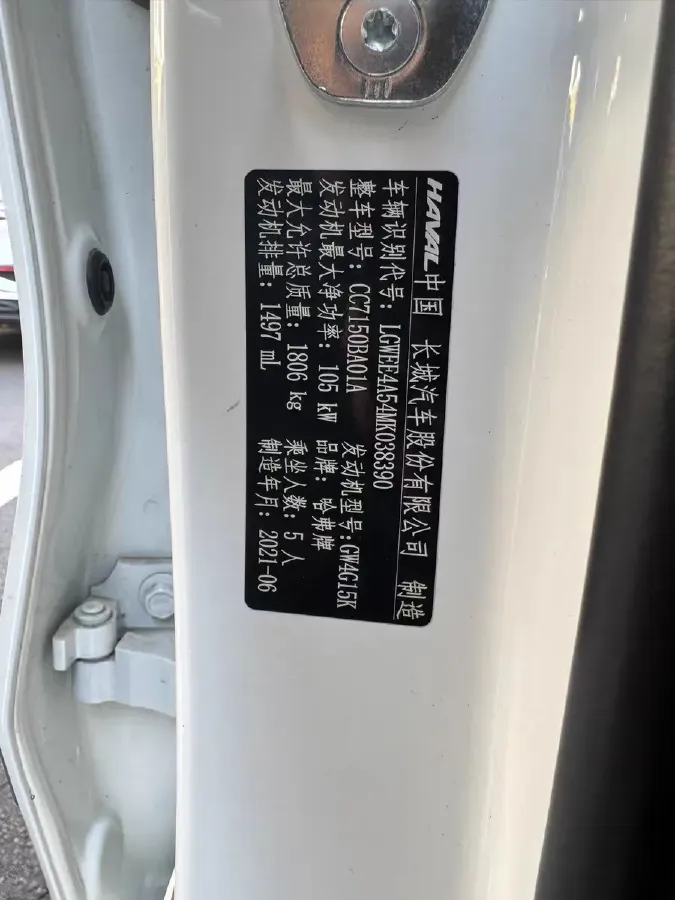 HAVAL 中国 长城汽车股份有限公司 制造
车辆识别代号: LGWEE4A54MK038390
整车型号: CC7150BA01A 发动机型号: GW4G15K
发动机最大净功率: 105 kW 品牌: 哈弗牌
最大允许总质量: 1806 kg 乘坐人数: 5 人
发动机排量: 1497 mL 制造年月: 2021-06